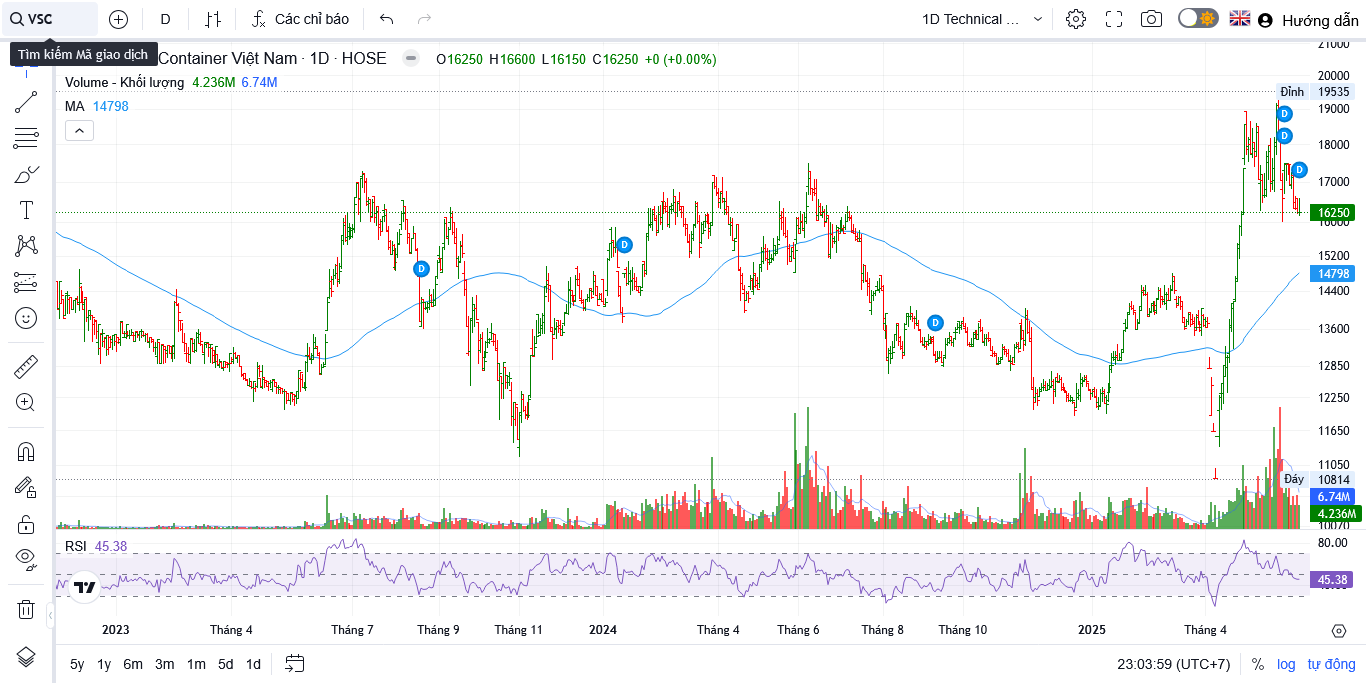 VSC D Các chỉ báo 1D Technical ... Hướng dẫn
Tìm kiếm Mã giao dịch
Container Việt Nam · 1D · HOSE O16250 H16600 L16150 C16250 +0 (+0.00%)
Volume - Khối lượng 4.236M 6.74M
MA 14798
21000
20000
Đỉnh 19535
19000
D
D
18000
D
17000
16250
16000
D
15200
D
14798
14400
D
13600
12850
12250
11650
11050
Đáy 10814
6.74M
4.236M
10070
RSI 45.38
80.00
45.38
2023 Tháng 4 Tháng 7 Tháng 9 Tháng 11 2024 Tháng 4 Tháng 6 Tháng 8 Tháng 10 2025 Tháng 4
5y 1y 6m 3m 1m 5d 1d 23:03:59 (UTC+7) % log tự động